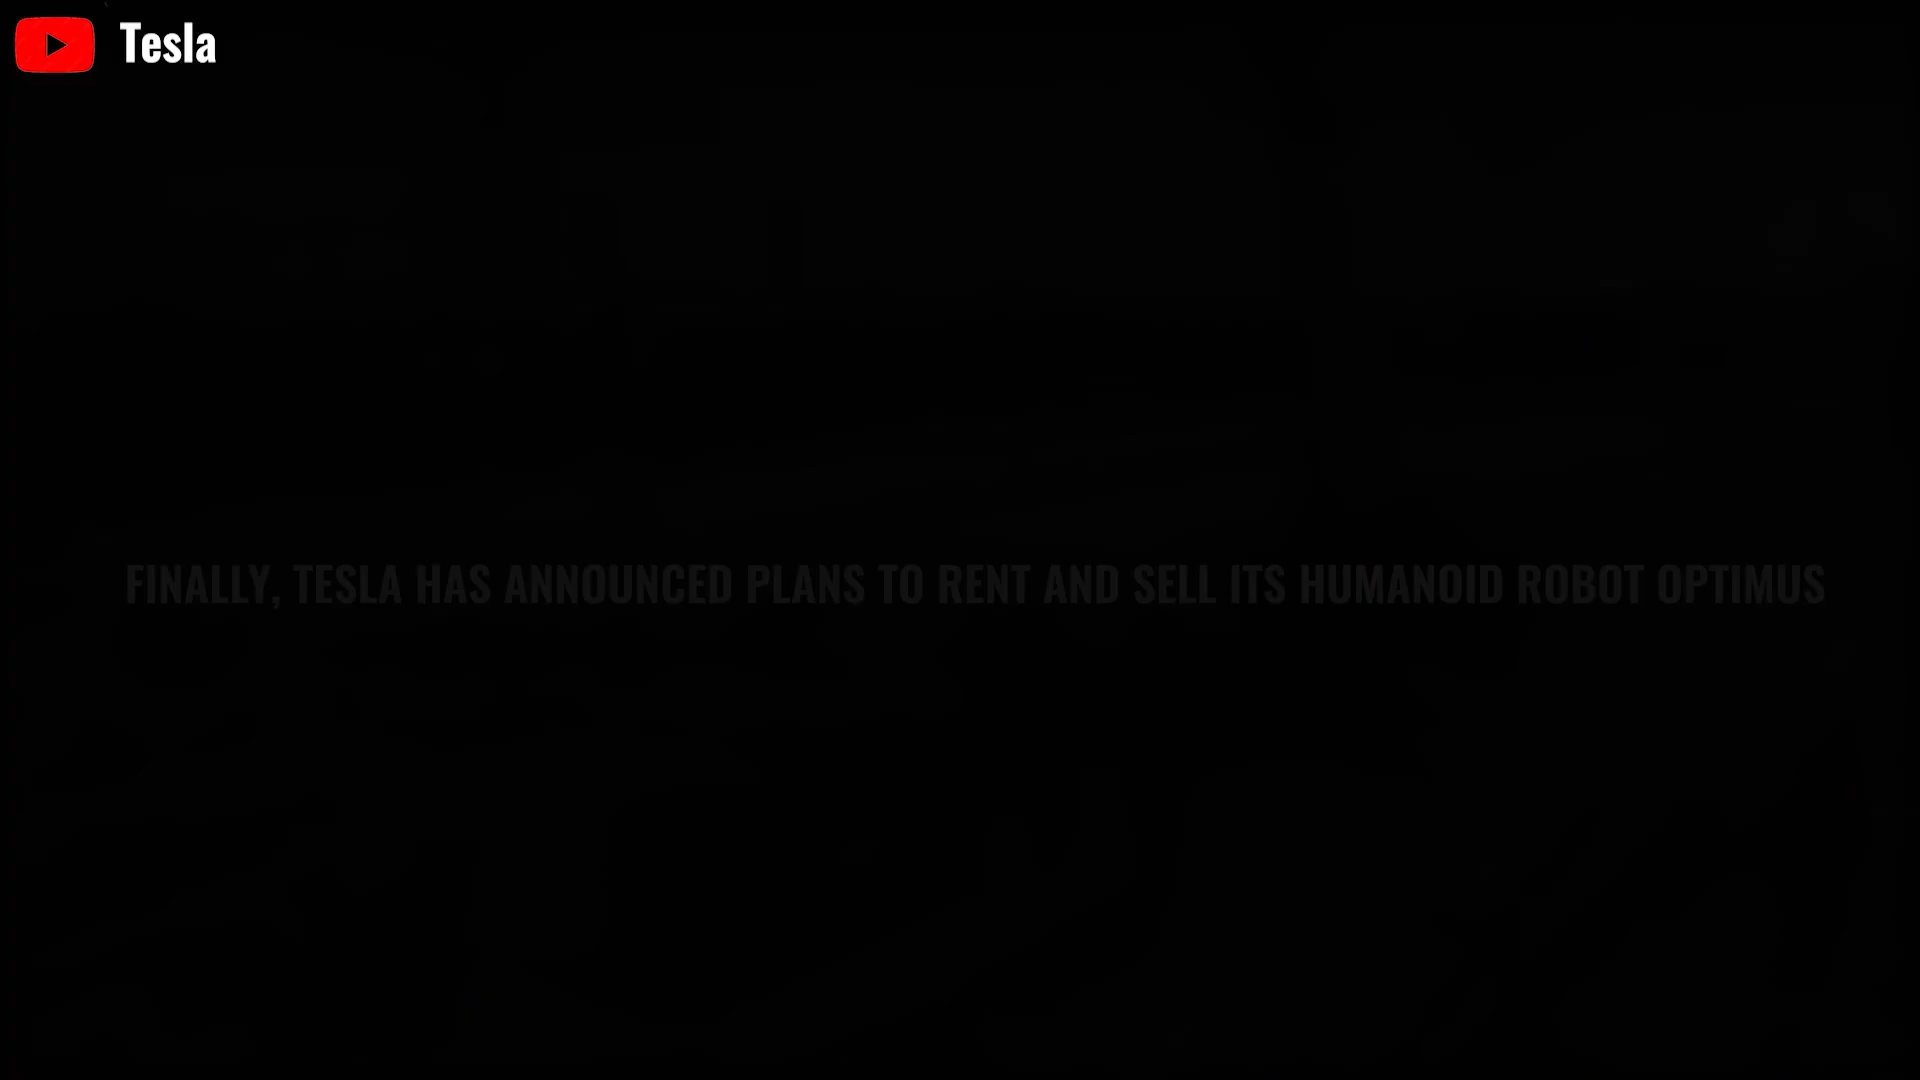 Tesla
FINALLY, TESLA HAS ANNOUNCED PLANS TO RENT AND SELL ITS HUMANOID ROBOT OPTIMUS